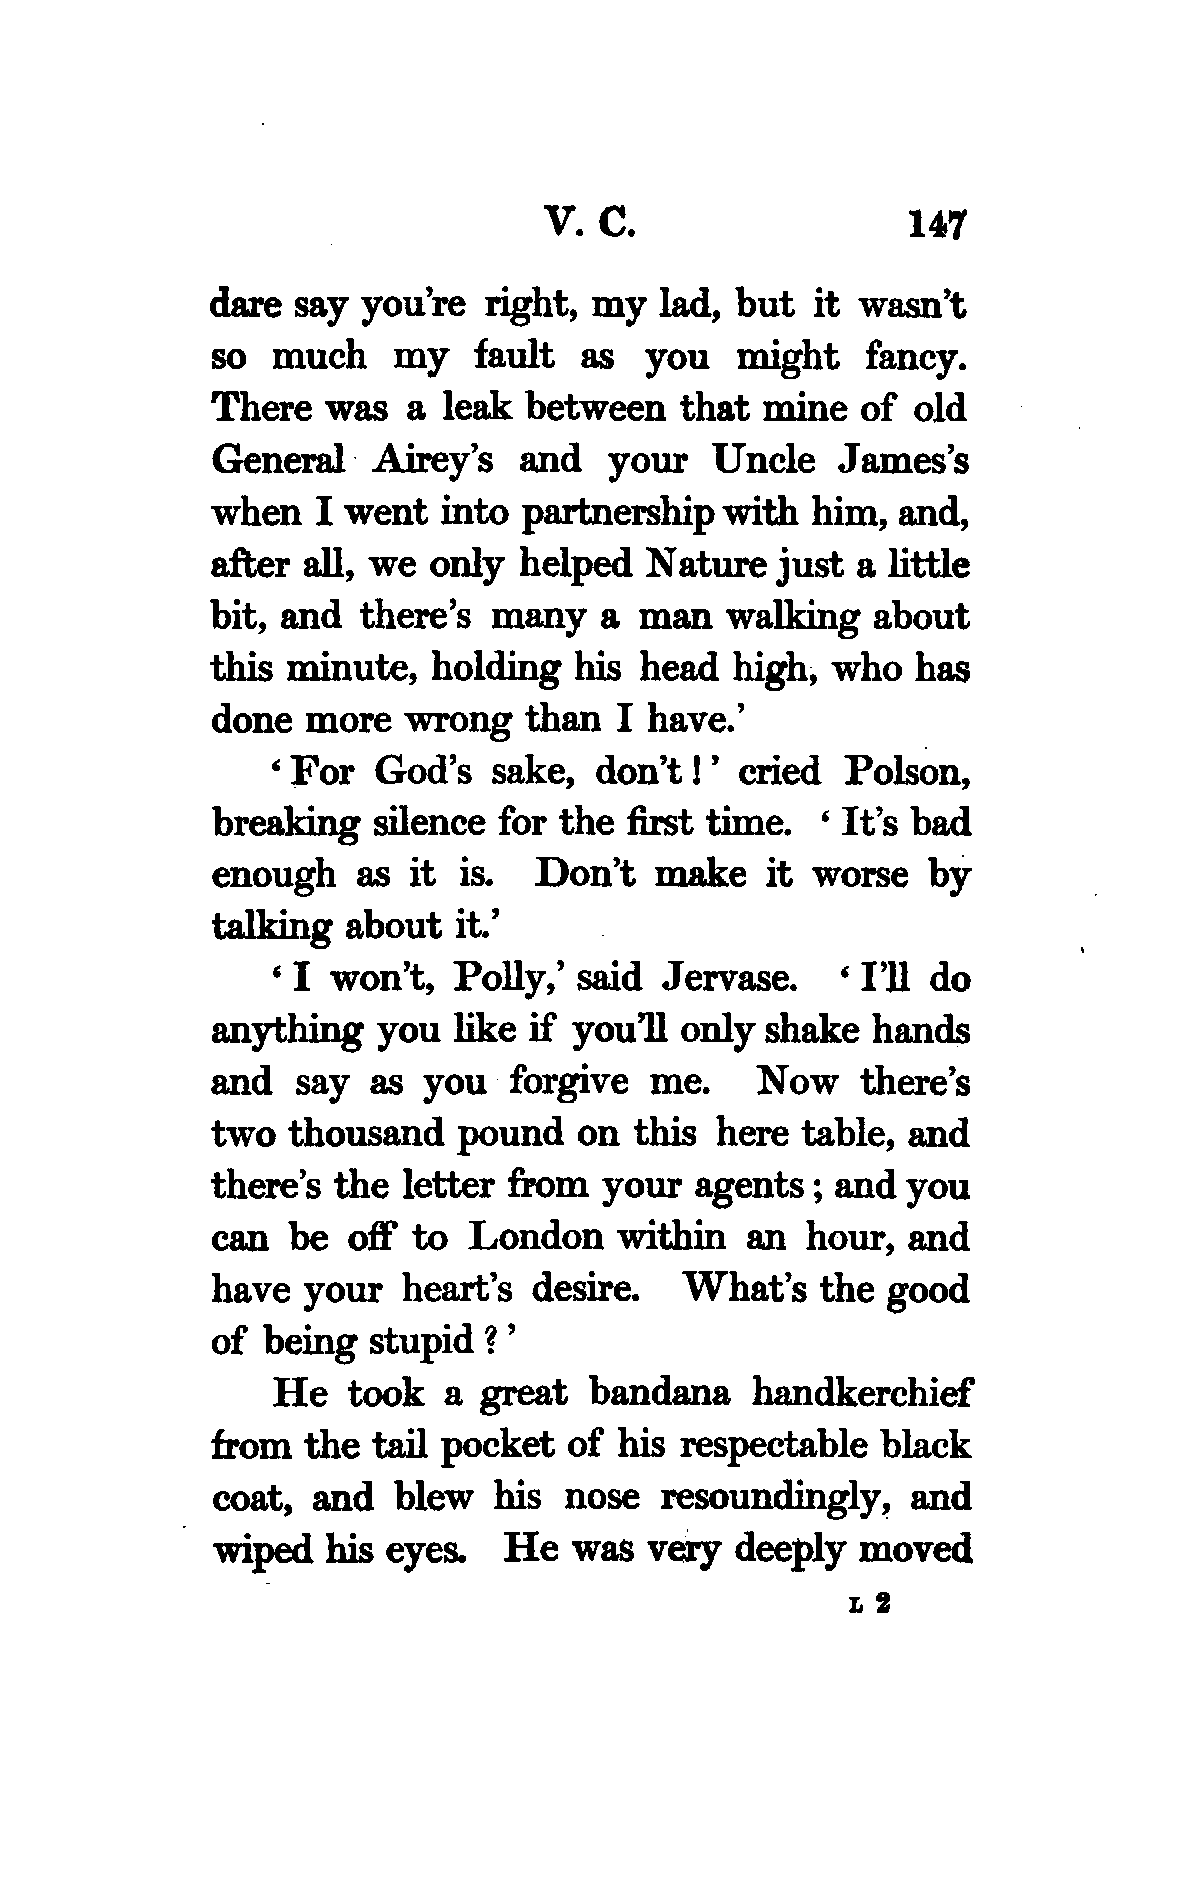 V. C. 147
dare say you're right, my lad, but it wasn't
so much my fault as you might fancy.
There was a leak between that mine of old
General Airey's and your Uncle James's
when I went into partnership with him, and,
after all, we only helped Nature just a little
bit, and there's many a man walking about
this minute, holding his head high, who has
done more wrong than I have.'
‘For God's sake, don't!’ cried Polson,
breaking silence for the first time. ‘It's bad
enough as it is. Don't make it worse by
talking about it.’
‘I won't, Polly,’ said Jervase. ‘I'll do
anything you like if you'll only shake hands
and say as you forgive me. Now there's
two thousand pound on this here table, and
there's the letter from your agents; and you
can be off to London within an hour, and
have your heart's desire. What's the good
of being stupid?’
He took a great bandana handkerchief
from the tail pocket of his respectable black
coat, and blew his nose resoundingly, and
wiped his eyes. He was very deeply moved
L 2